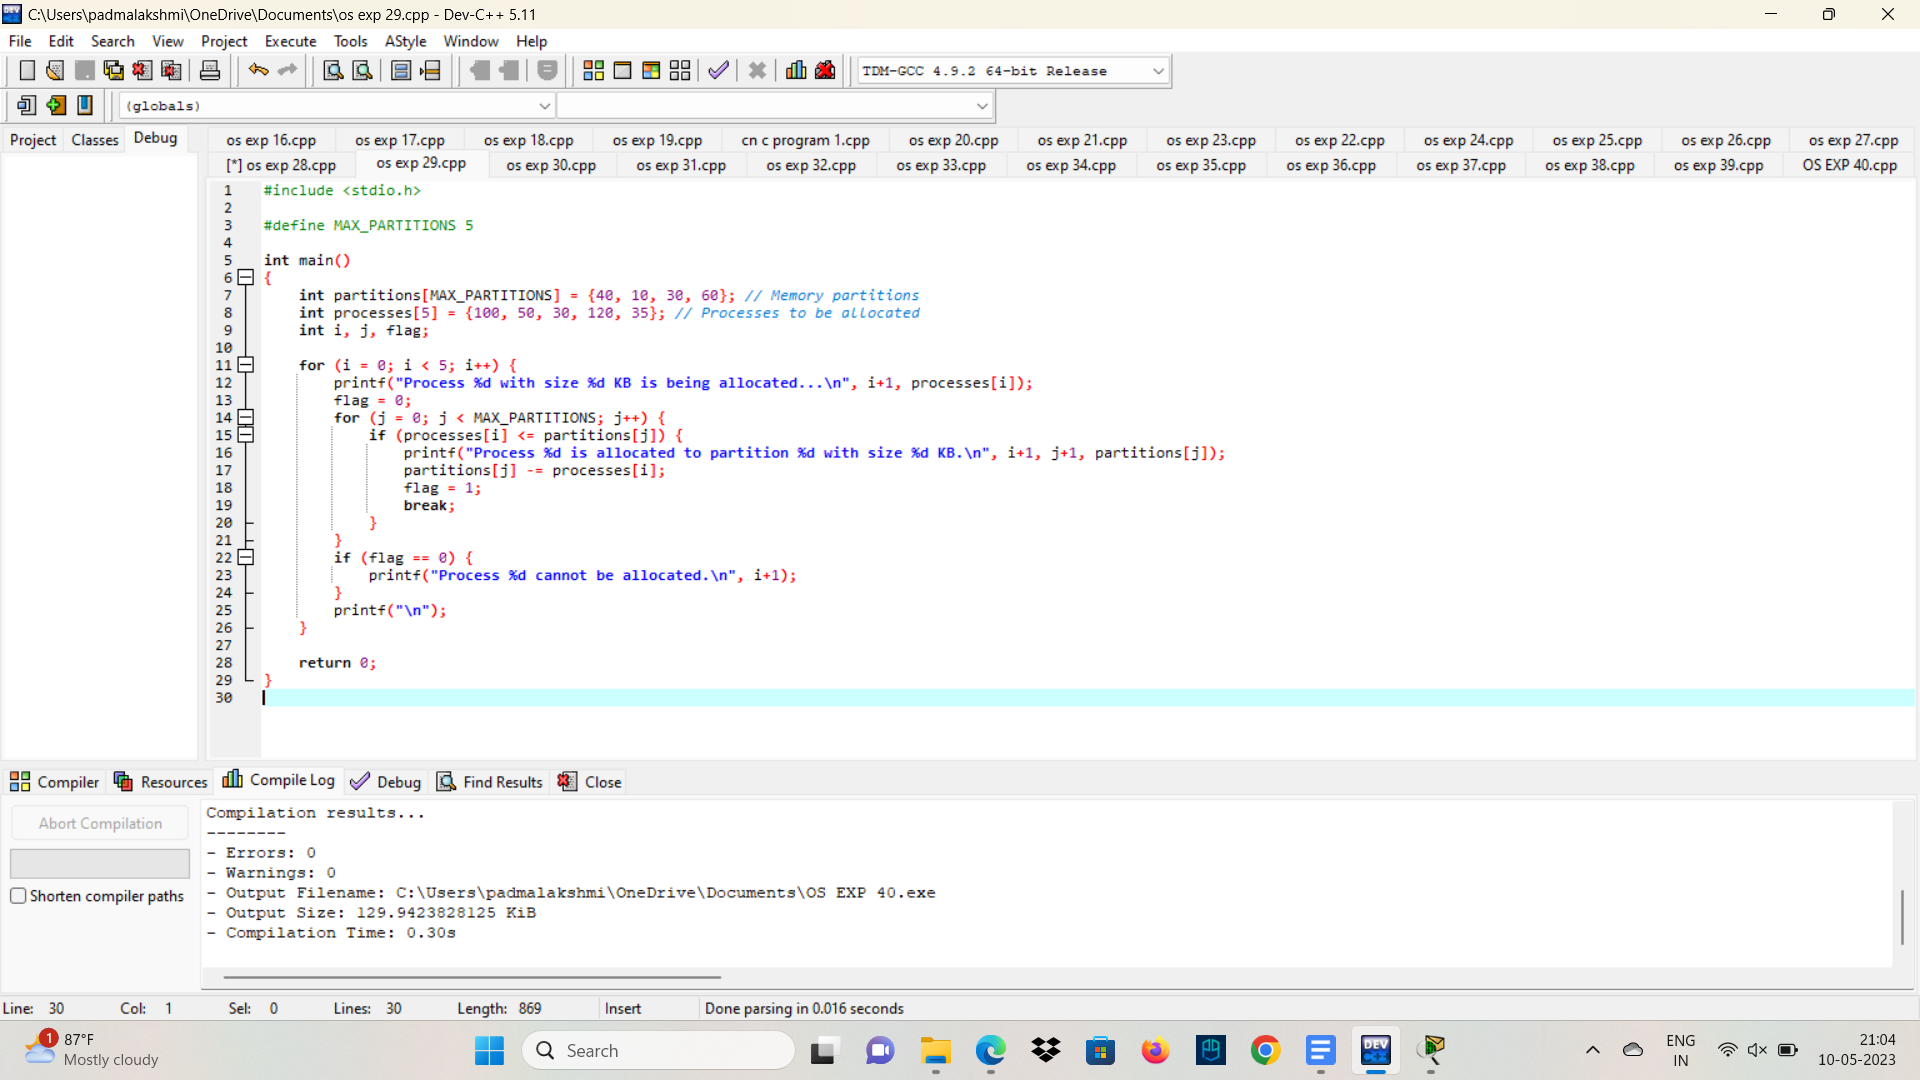 C:\Users\padmalakshmi\OneDrive\Documents\os exp 29.cpp - Dev-C++ 5.11
File Edit Search View Project Execute Tools AStyle Window Help
TDM-GCC 4.9.2 64-bit Release
(globals)
Project Classes Debug
os exp 16.cpp os exp 17.cpp os exp 18.cpp os exp 19.cpp cn c program 1.cpp os exp 20.cpp os exp 21.cpp os exp 23.cpp os exp 22.cpp os exp 24.cpp os exp 25.cpp os exp 26.cpp os exp 27.cpp
[*] os exp 28.cpp os exp 29.cpp os exp 30.cpp os exp 31.cpp os exp 32.cpp os exp 33.cpp os exp 34.cpp os exp 35.cpp os exp 36.cpp os exp 37.cpp os exp 38.cpp os exp 39.cpp OS EXP 40.cpp
1 #include <stdio.h>
2
3 #define MAX_PARTITIONS 5
4
5 int main()
6 {
7 int partitions[MAX_PARTITIONS] = {40, 10, 30, 60}; // Memory partitions
8 int processes[5] = {100, 50, 30, 120, 35}; // Processes to be allocated
9 int i, j, flag;
10
11 for (i = 0; i < 5; i++) {
12 printf("Process %d with size %d KB is being allocated...\n", i+1, processes[i]);
13 flag = 0;
14 for (j = 0; j < MAX_PARTITIONS; j++) {
15 if (processes[i] <= partitions[j]) {
16 printf("Process %d is allocated to partition %d with size %d KB.\n", i+1, j+1, partitions[j]);
17 partitions[j] -= processes[i];
18 flag = 1;
19 break;
20 }
21 }
22 if (flag == 0) {
23 printf("Process %d cannot be allocated.\n", i+1);
24 }
25 printf("\n");
26 }
27
28 return 0;
29 }
30
Compiler Resources Compile Log Debug Find Results Close
Abort Compilation
Shorten compiler paths
Compilation results...
--------
- Errors: 0
- Warnings: 0
- Output Filename: C:\Users\padmalakshmi\OneDrive\Documents\OS EXP 40.exe
- Output Size: 129.9423828125 KiB
- Compilation Time: 0.30s
Line: 30 Col: 1 Sel: 0 Lines: 30 Length: 869 Insert Done parsing in 0.016 seconds
1
87°F
Mostly cloudy
Search
DEV
C++
ENG
IN
21:04
10-05-2023